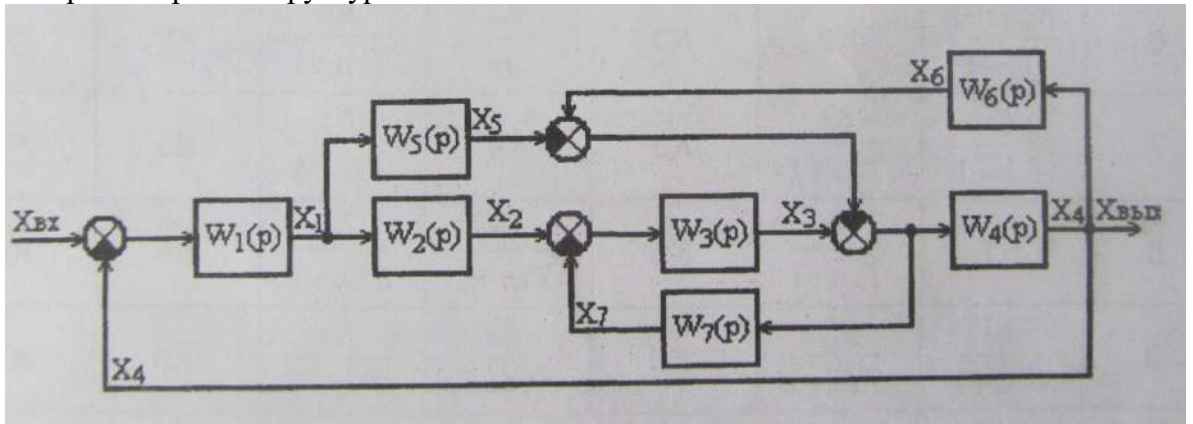 X6 W6(p)
W5(p) X5
Xвх W1(p) X1 W2(p) X2 W3(p) X3 W4(p) X4 Xвых
X7 W7(p)
X4